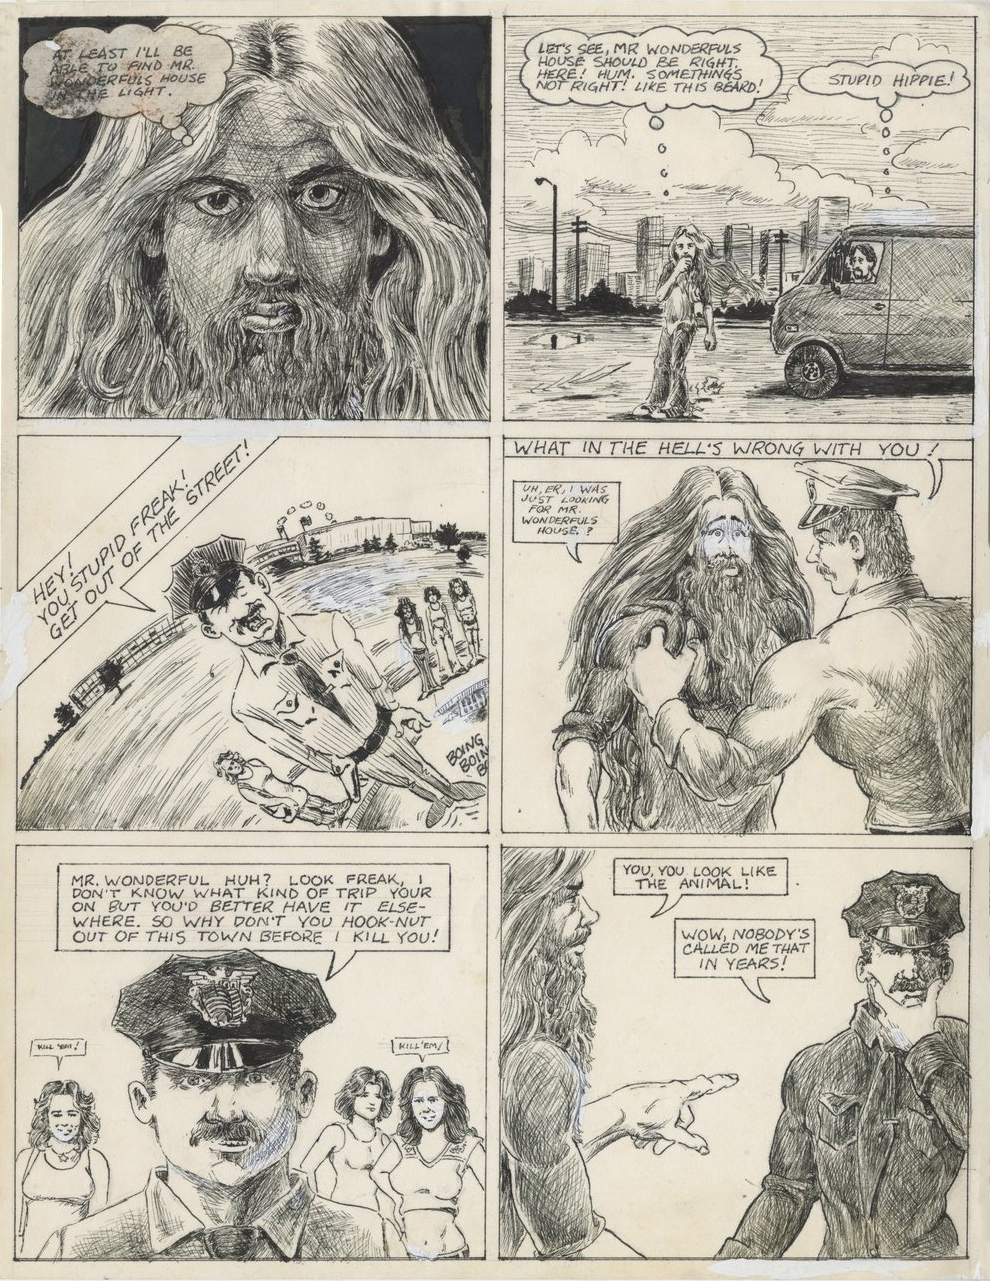 AT LEAST I'LL BE
ABLE TO FIND MR.
WONDERFULS HOUSE
IN THE LIGHT.
LET'S SEE, MR WONDERFULS
HOUSE SHOULD BE RIGHT
HERE! HUM. SOMETHINGS
NOT RIGHT! LIKE THIS BEARD!
STUPID HIPPIE!
HEY!
YOU STUPID FREAK!
GET OUT OF THE STREET!
BOING
BOIN
BO
WHAT IN THE HELL'S WRONG WITH YOU!
UH, ER, I WAS
JUST LOOKING
FOR MR.
WONDERFULS
HOUSE.?
MR. WONDERFUL HUH? LOOK FREAK, I
DON'T KNOW WHAT KIND OF TRIP YOUR
ON BUT YOU'D BETTER HAVE IT ELSE-
WHERE. SO WHY DON'T YOU HOOK-NUT
OUT OF THIS TOWN BEFORE I KILL YOU!
KILL 'EM!
KILL 'EM!
YOU, YOU LOOK LIKE
THE ANIMAL!
WOW, NOBODY'S
CALLED ME THAT
IN YEARS!